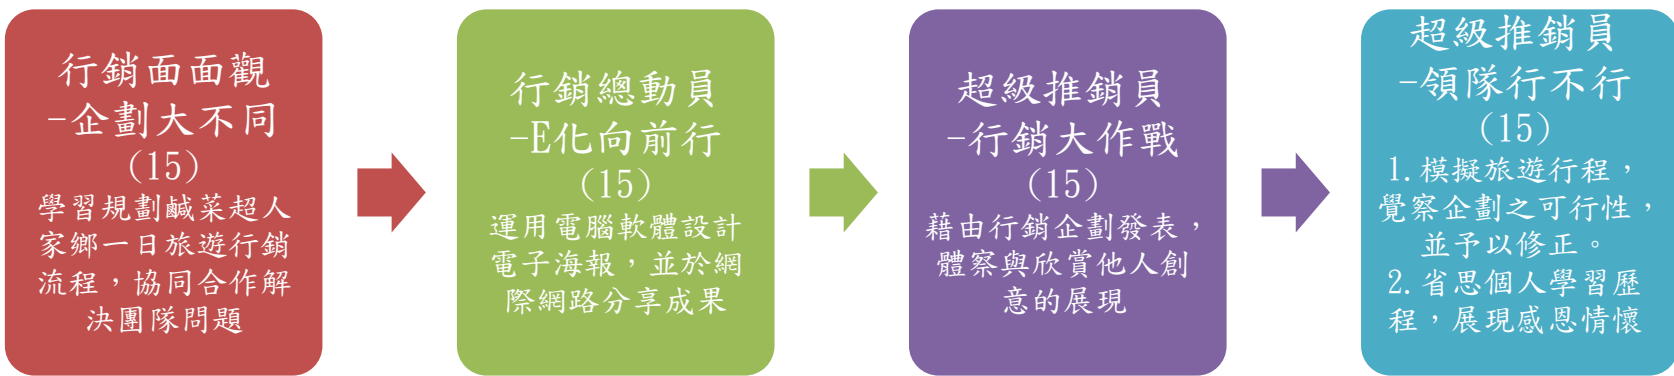 行銷面面觀
-企劃大不同
(15)
學習規劃鹹菜超人
家鄉一日旅遊行銷
流程，協同合作解
決團隊問題
行銷總動員
-E化向前行
(15)
運用電腦軟體設計
電子海報，並於網
際網路分享成果
超級推銷員
-行銷大作戰
(15)
藉由行銷企劃發表，
體察與欣賞他人創
意的展現
超級推銷員
-領隊行不行
(15)
1.模擬旅遊行程，
覺察企劃之可行性，
並予以修正。
2.省思個人學習歷
程，展現感恩情懷